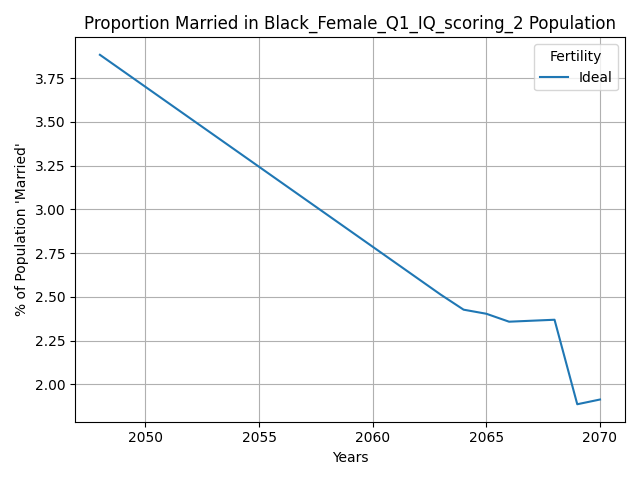 Proportion Married in Black_Female_Q1_IQ_scoring_2 Population
Fertility
Ideal
% of Population 'Married'
3.75
3.50
3.25
3.00
2.75
2.50
2.25
2.00
2050
2055
2060
2065
2070
Years